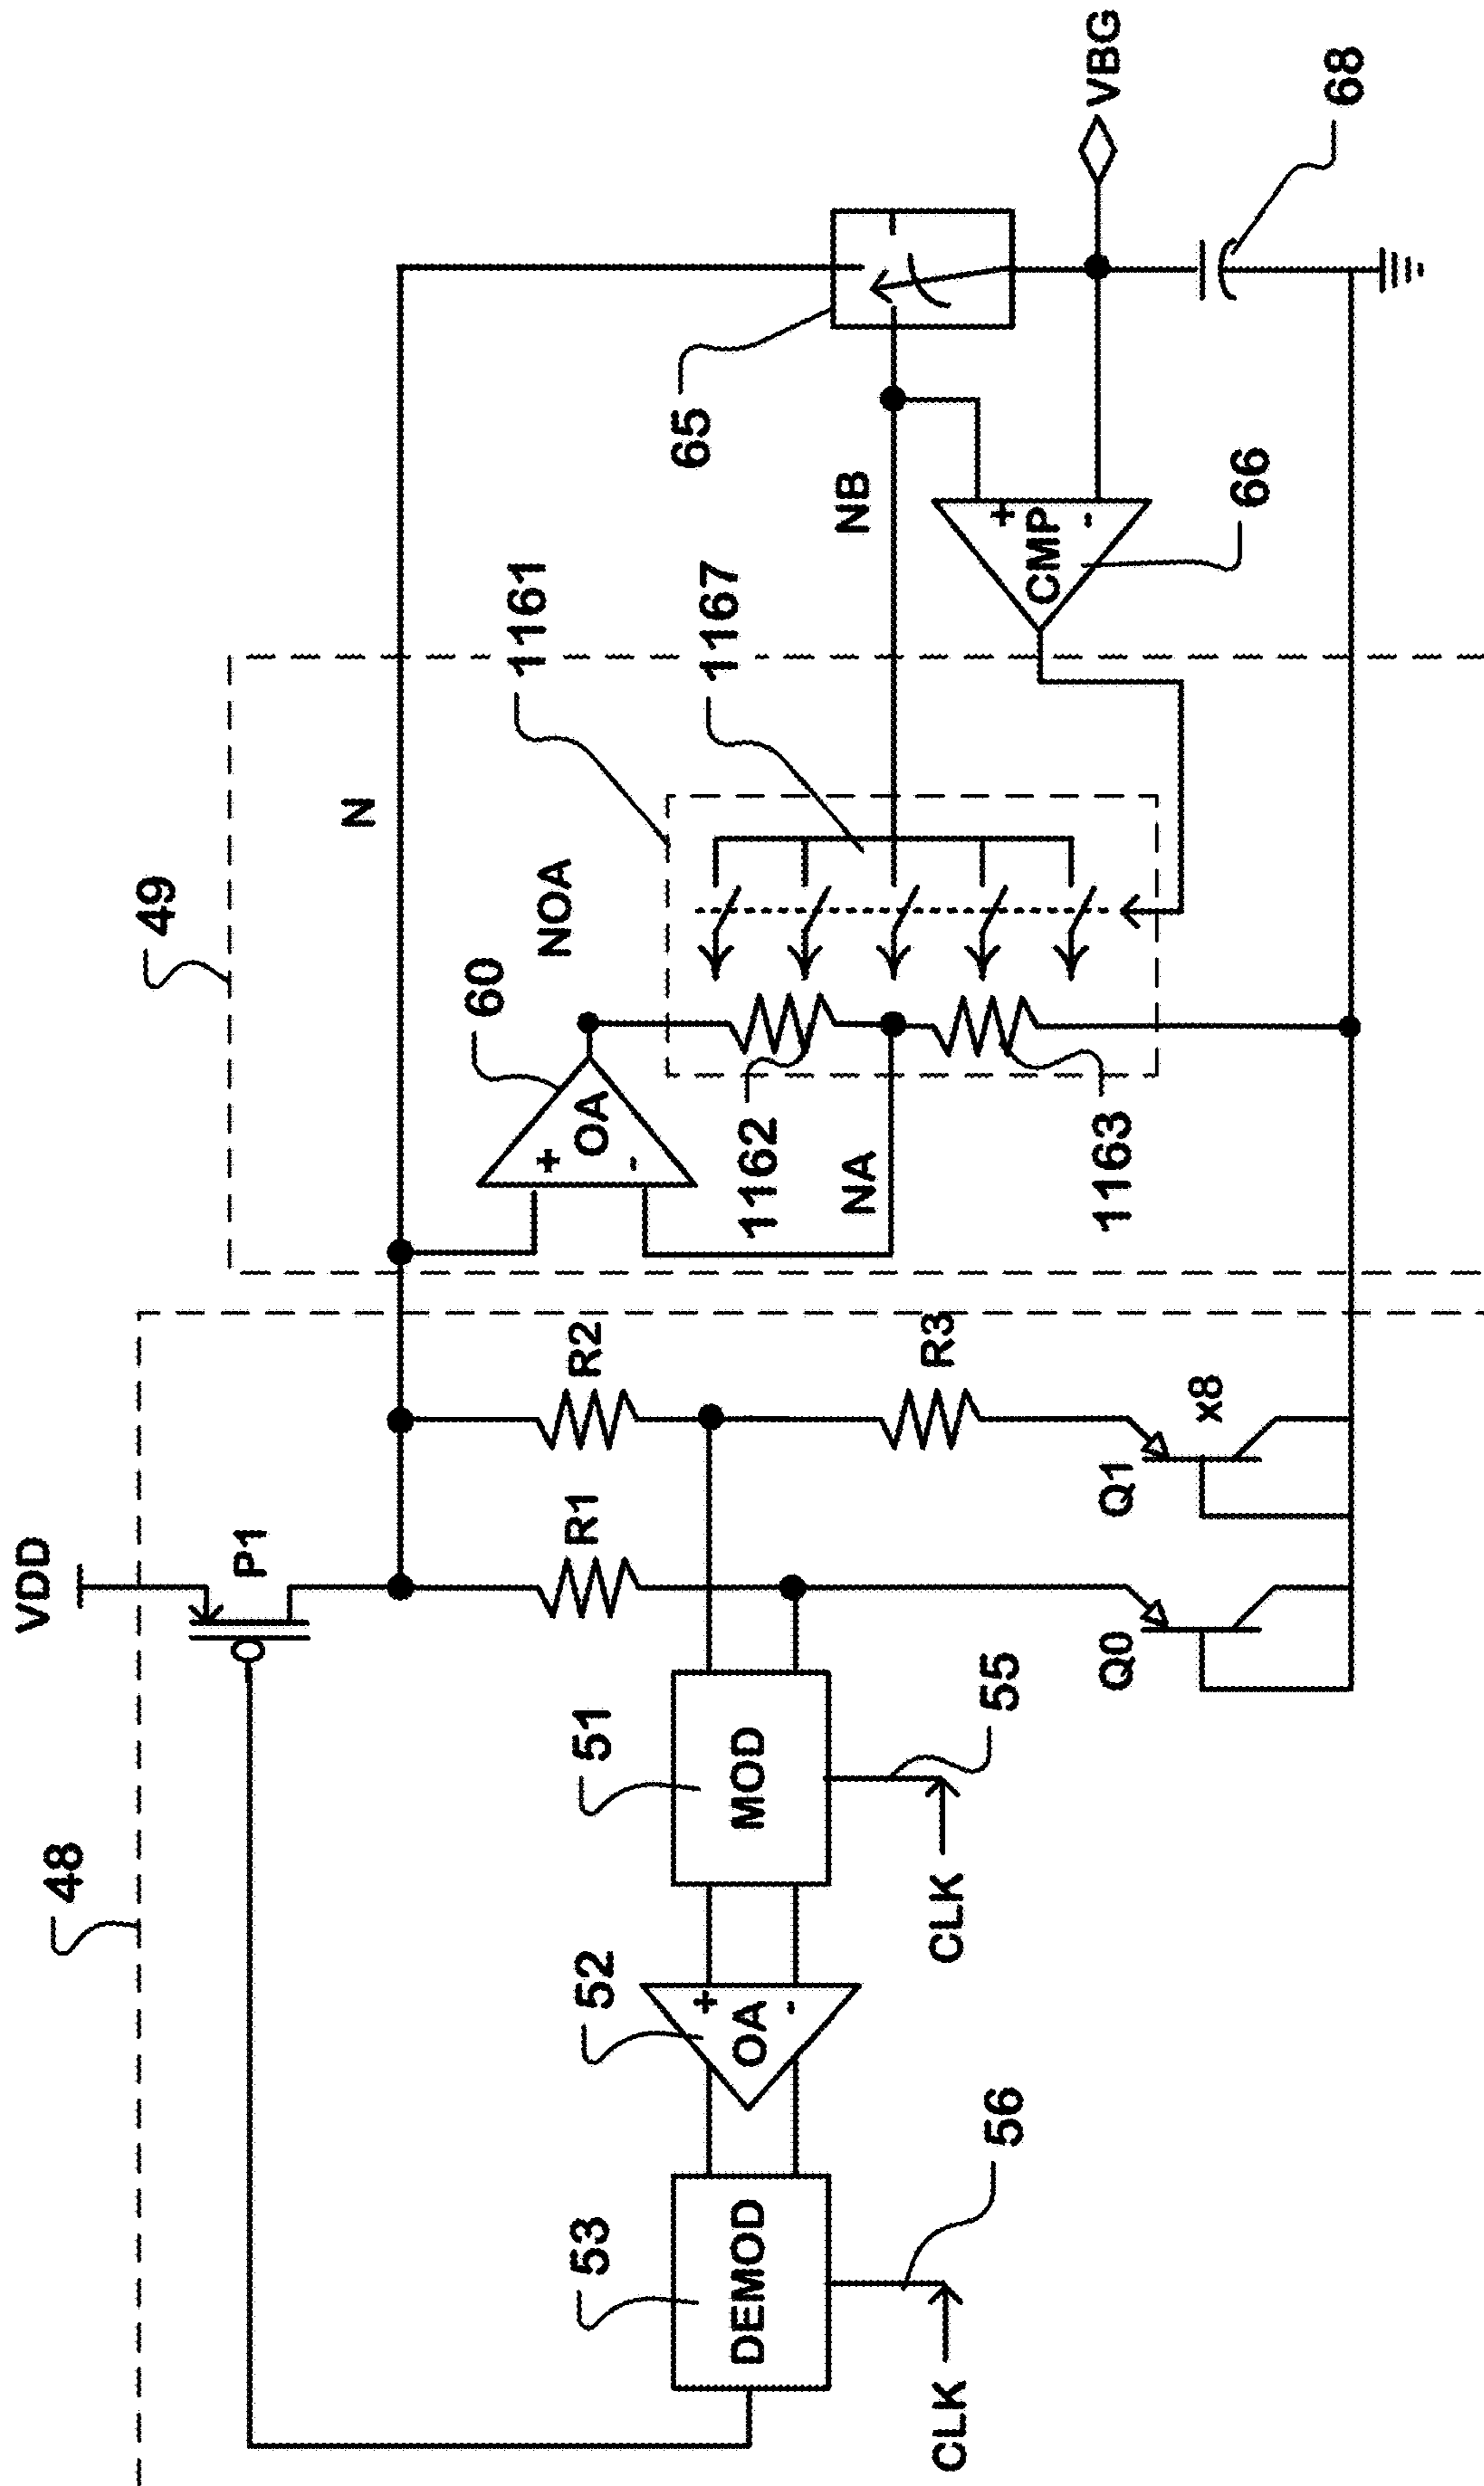 48
49
VDD
P1
N
R1
R2
R3
51
MOD
52
OA
+
-
53
DEMOD
CLK
55
CLK
56
Q0
Q1
x8
60
OA
+
-
NOA
NA
1161
1162
1163
1167
NB
65
66
CMP
+
-
VBG
68